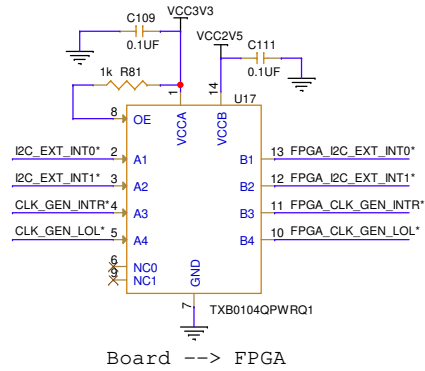 VCC3V3
C109
0.1UF
VCC2V5
C111
0.1UF
1k R81
1
14
U17
8 OE
VCCA
VCCB
I2C_EXT_INT0* 2 A1
B1 13 FPGA_I2C_EXT_INT0*
I2C_EXT_INT1* 3 A2
B2 12 FPGA_I2C_EXT_INT1*
CLK_GEN_INTR* 4 A3
B3 11 FPGA_CLK_GEN_INTR*
CLK_GEN_LOL* 5 A4
B4 10 FPGA_CLK_GEN_LOL*
6 NC0
9 NC1
GND
7
TXB0104QPWRQ1
Board --> FPGA